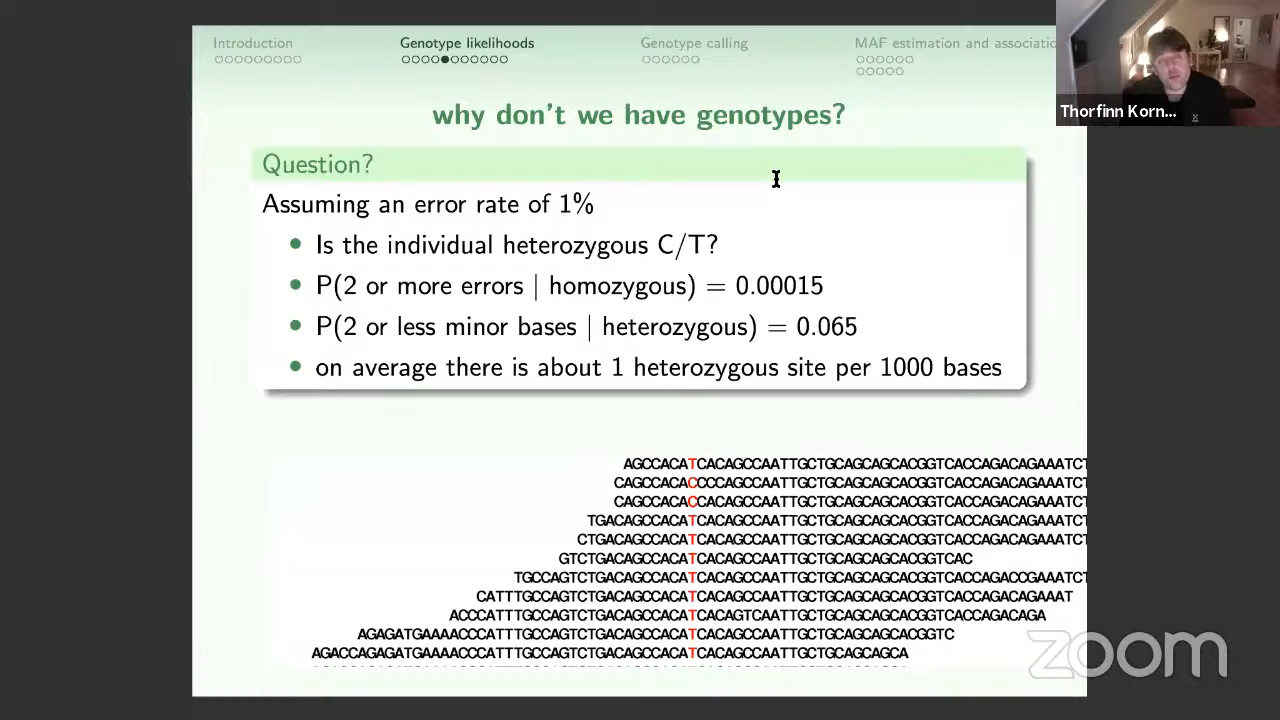 Introduction
Genotype likelihoods
Genotype calling
MAF estimation and associatio
Thorfinn Korn...
why don't we have genotypes?
Question?
Assuming an error rate of 1%
Is the individual heterozygous C/T?
P(2 or more errors | homozygous) = 0.00015
P(2 or less minor bases | heterozygous) = 0.065
on average there is about 1 heterozygous site per 1000 bases
AGCCACATCACAGCCAATTGCTGCAGCAGCACGGTCACCAGACAGAAATCT
CAGCCACACCCCAGCCAATTGCTGCAGCAGCACGGTCACCAGACAGAAATCT
CAGCCACACCACAGCCAATTGCTGCAGCAGCACGGTCACCAGACAGAAATCT
TGACAGCCACATCACAGCCAATTGCTGCAGCAGCACGGTCACCAGACAGAAATCT
CTGACAGCCACATCACAGCCAATTGCTGCAGCAGCACGGTCACCAGACAGAAATCT
GTCTGACAGCCACATCACAGCCAATTGCTGCAGCAGCACGGTCAC
TGCCAGTCTGACAGCCACATCACAGCCAATTGCTGCAGCAGCACGGTCACCAGACCGAAATCT
CATTTGCCAGTCTGACAGCCACATCACAGCCAATTGCTGCAGCAGCACGGTCACCAGACAGAAAT
ACCCATTTGCCAGTCTGACAGCCACATCACAGTCAATTGCTGCAGCAGCACGGTCACCAGACAGA
AGAGATGAAAACCCATTTGCCAGTCTGACAGCCACATCACAGCCAATTGCTGCAGCAGCACGGTC
AGACCAGAGATGAAAACCCATTTGCCAGTCTGACAGCCACATCACAGCCAATTGCTGCAGCAGCA
zoom